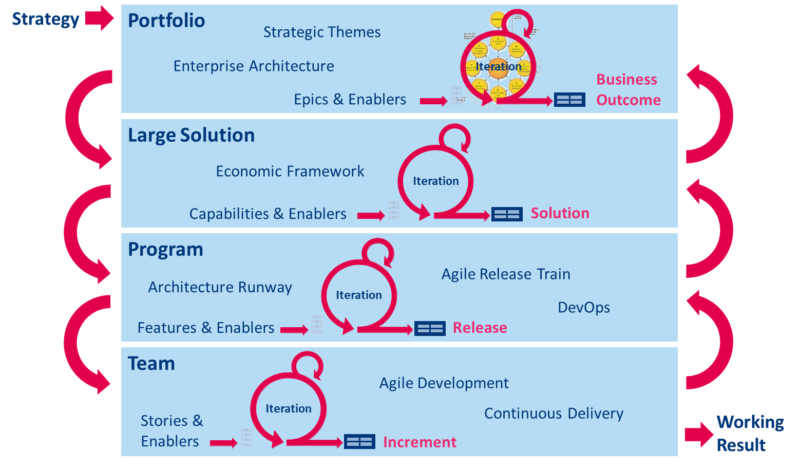 Strategy
Portfolio
Strategic Themes
Enterprise Architecture
Iteration
Epics & Enablers
Business
Outcome
Large Solution
Economic Framework
Iteration
Capabilities & Enablers
Solution
Program
Architecture Runway
Iteration
Agile Release Train
DevOps
Features & Enablers
Release
Team
Iteration
Agile Development
Continuous Delivery
Stories &
Enablers
Increment
Working
Result